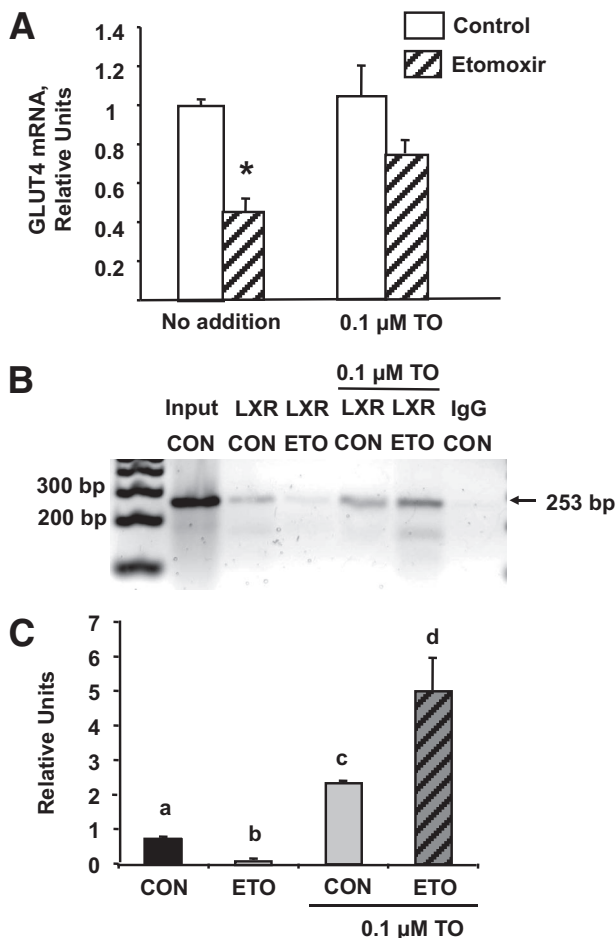 A
1.4
1.2
1
0.8
0.6
0.4
0.2
GLUT4 mRNA,
Relative Units
Control
Etomoxir
*
No addition
0.1 µM TO
B
0.1 µM TO
Input LXR LXR LXR LXR IgG
CON CON ETO CON ETO CON
300 bp
200 bp
253 bp
C
7
6
5
4
3
2
1
0
Relative Units
a
b
c
d
CON ETO CON ETO
0.1 µM TO